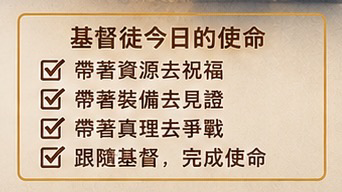 基督徒今日的使命
帶著資源去祝福
帶著裝備去見證
帶著真理去爭戰
跟隨基督，完成使命